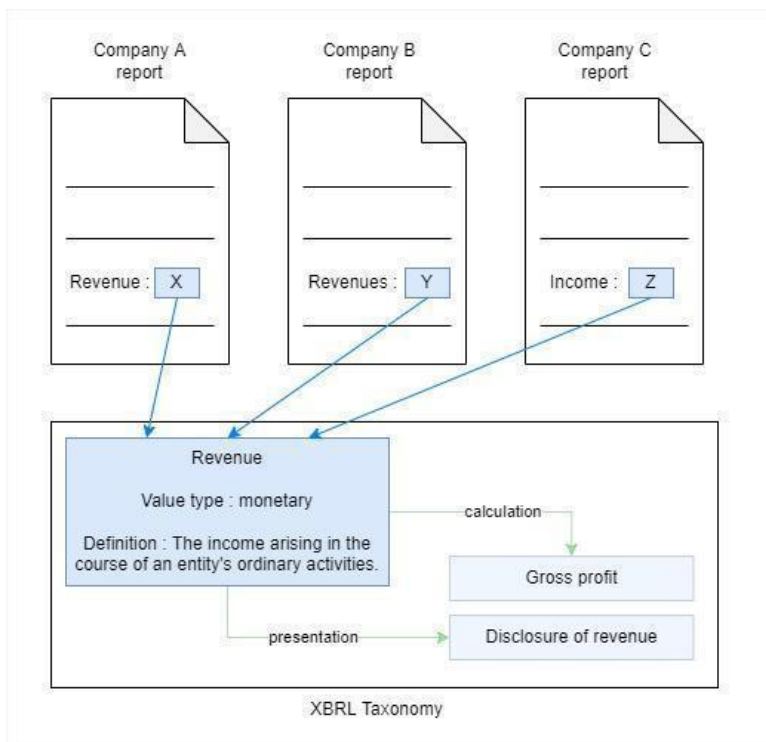 Company A
report
Company B
report
Company C
report
Revenue : X
Revenues : Y
Income : Z
Revenue
Value type : monetary
Definition : The income arising in the
course of an entity's ordinary activities.
calculation
Gross profit
presentation
Disclosure of revenue
XBRL Taxonomy